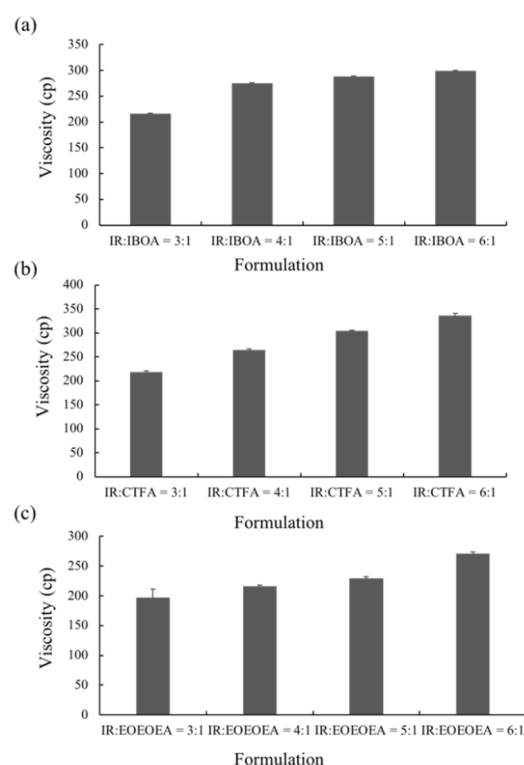 (a)
350
300
250
200
150
100
50
0
Viscosity (cp)
IR:IBOA = 3:1 IR:IBOA = 4:1 IR:IBOA = 5:1 IR:IBOA = 6:1
Formulation
(b)
400
350
300
250
200
150
100
50
0
Viscosity (cp)
IR:CTFA = 3:1 IR:CTFA = 4:1 IR:CTFA = 5:1 IR:CTFA = 6:1
Formulation
(c)
300
250
200
150
100
50
0
Viscosity (cp)
IR:EOEOEA = 3:1 IR:EOEOEA = 4:1 IR:EOEOEA = 5:1 IR:EOEOEA = 6:1
Formulation